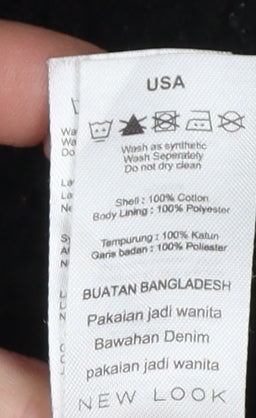 USA
Wash as synthetic
Wash Seperately
Do not dry clean
Shell : 100% Cotton
Body Lining : 100% Polyester
Tempurung : 100% Katun
Garis badan : 100% Poliester
BUATAN BANGLADESH
Pakaian jadi wanita
Bawahan Denim
pakaian jadi wanita
NEW LOOK